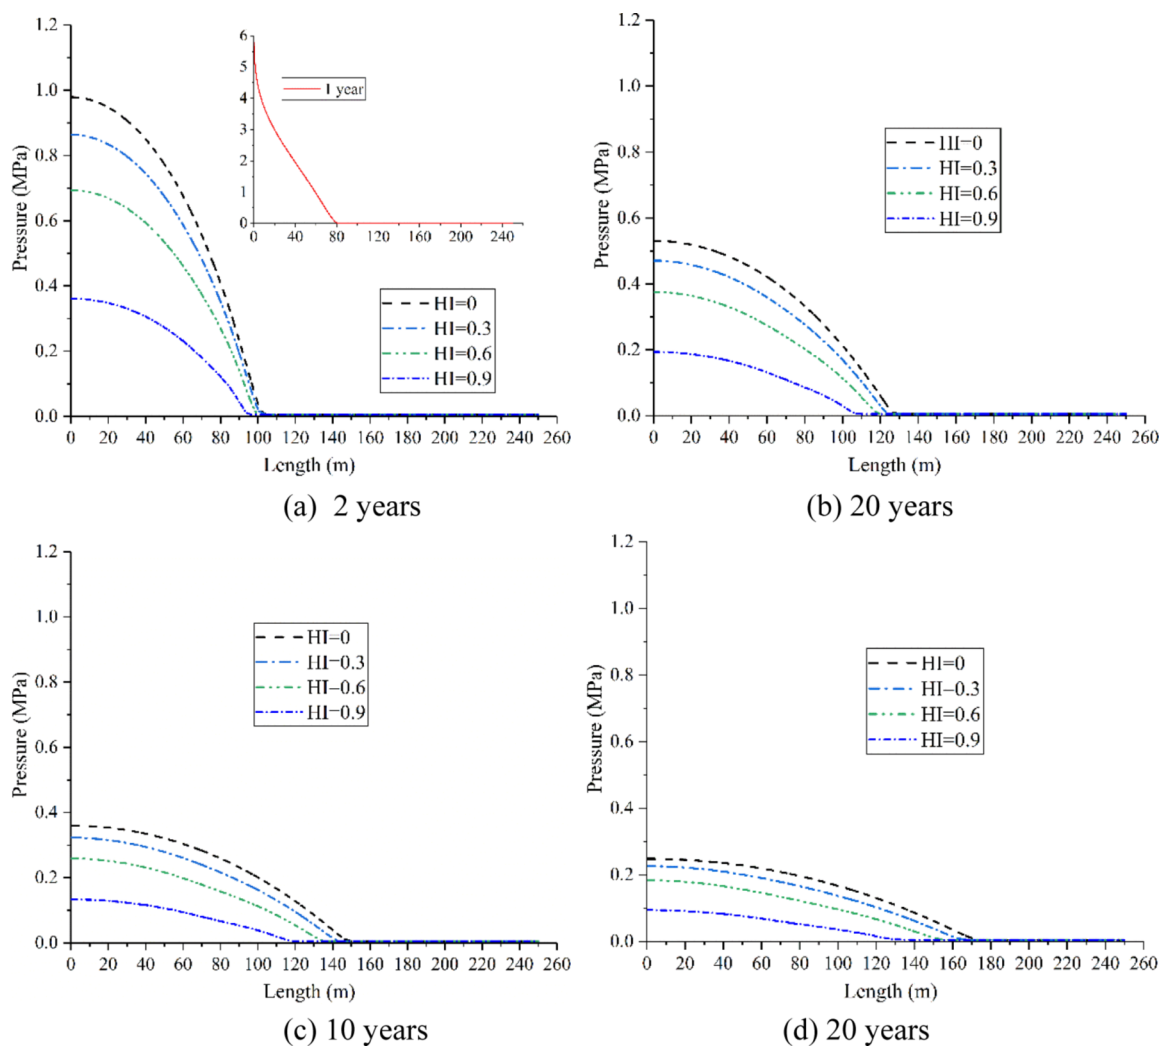 1.2
1.0
0.8
0.6
0.4
0.2
0.0
Pressure (MPa)
0 20 40 60 80 100 120 140 160 180 200 220 240 260
Length (m)
6
5
4
3
2
1
0
0 40 80 120 160 200 240
1 year
HI=0
HI=0.3
HI=0.6
HI=0.9
(a) 2 years
1.2
1.0
0.8
0.6
0.4
0.2
0.0
Pressure (MPa)
0 20 40 60 80 100 120 140 160 180 200 220 240 260
Length (m)
HI=0
HI=0.3
HI=0.6
HI=0.9
(b) 20 years
1.2
1.0
0.8
0.6
0.4
0.2
0.0
Pressure (MPa)
0 20 40 60 80 100 120 140 160 180 200 220 240 260
Length (m)
HI=0
HI=0.3
HI=0.6
HI=0.9
(c) 10 years
1.2
1.0
0.8
0.6
0.4
0.2
0.0
Pressure (MPa)
0 20 40 60 80 100 120 140 160 180 200 220 240 260
Length (m)
HI=0
HI=0.3
HI=0.6
HI=0.9
(d) 20 years